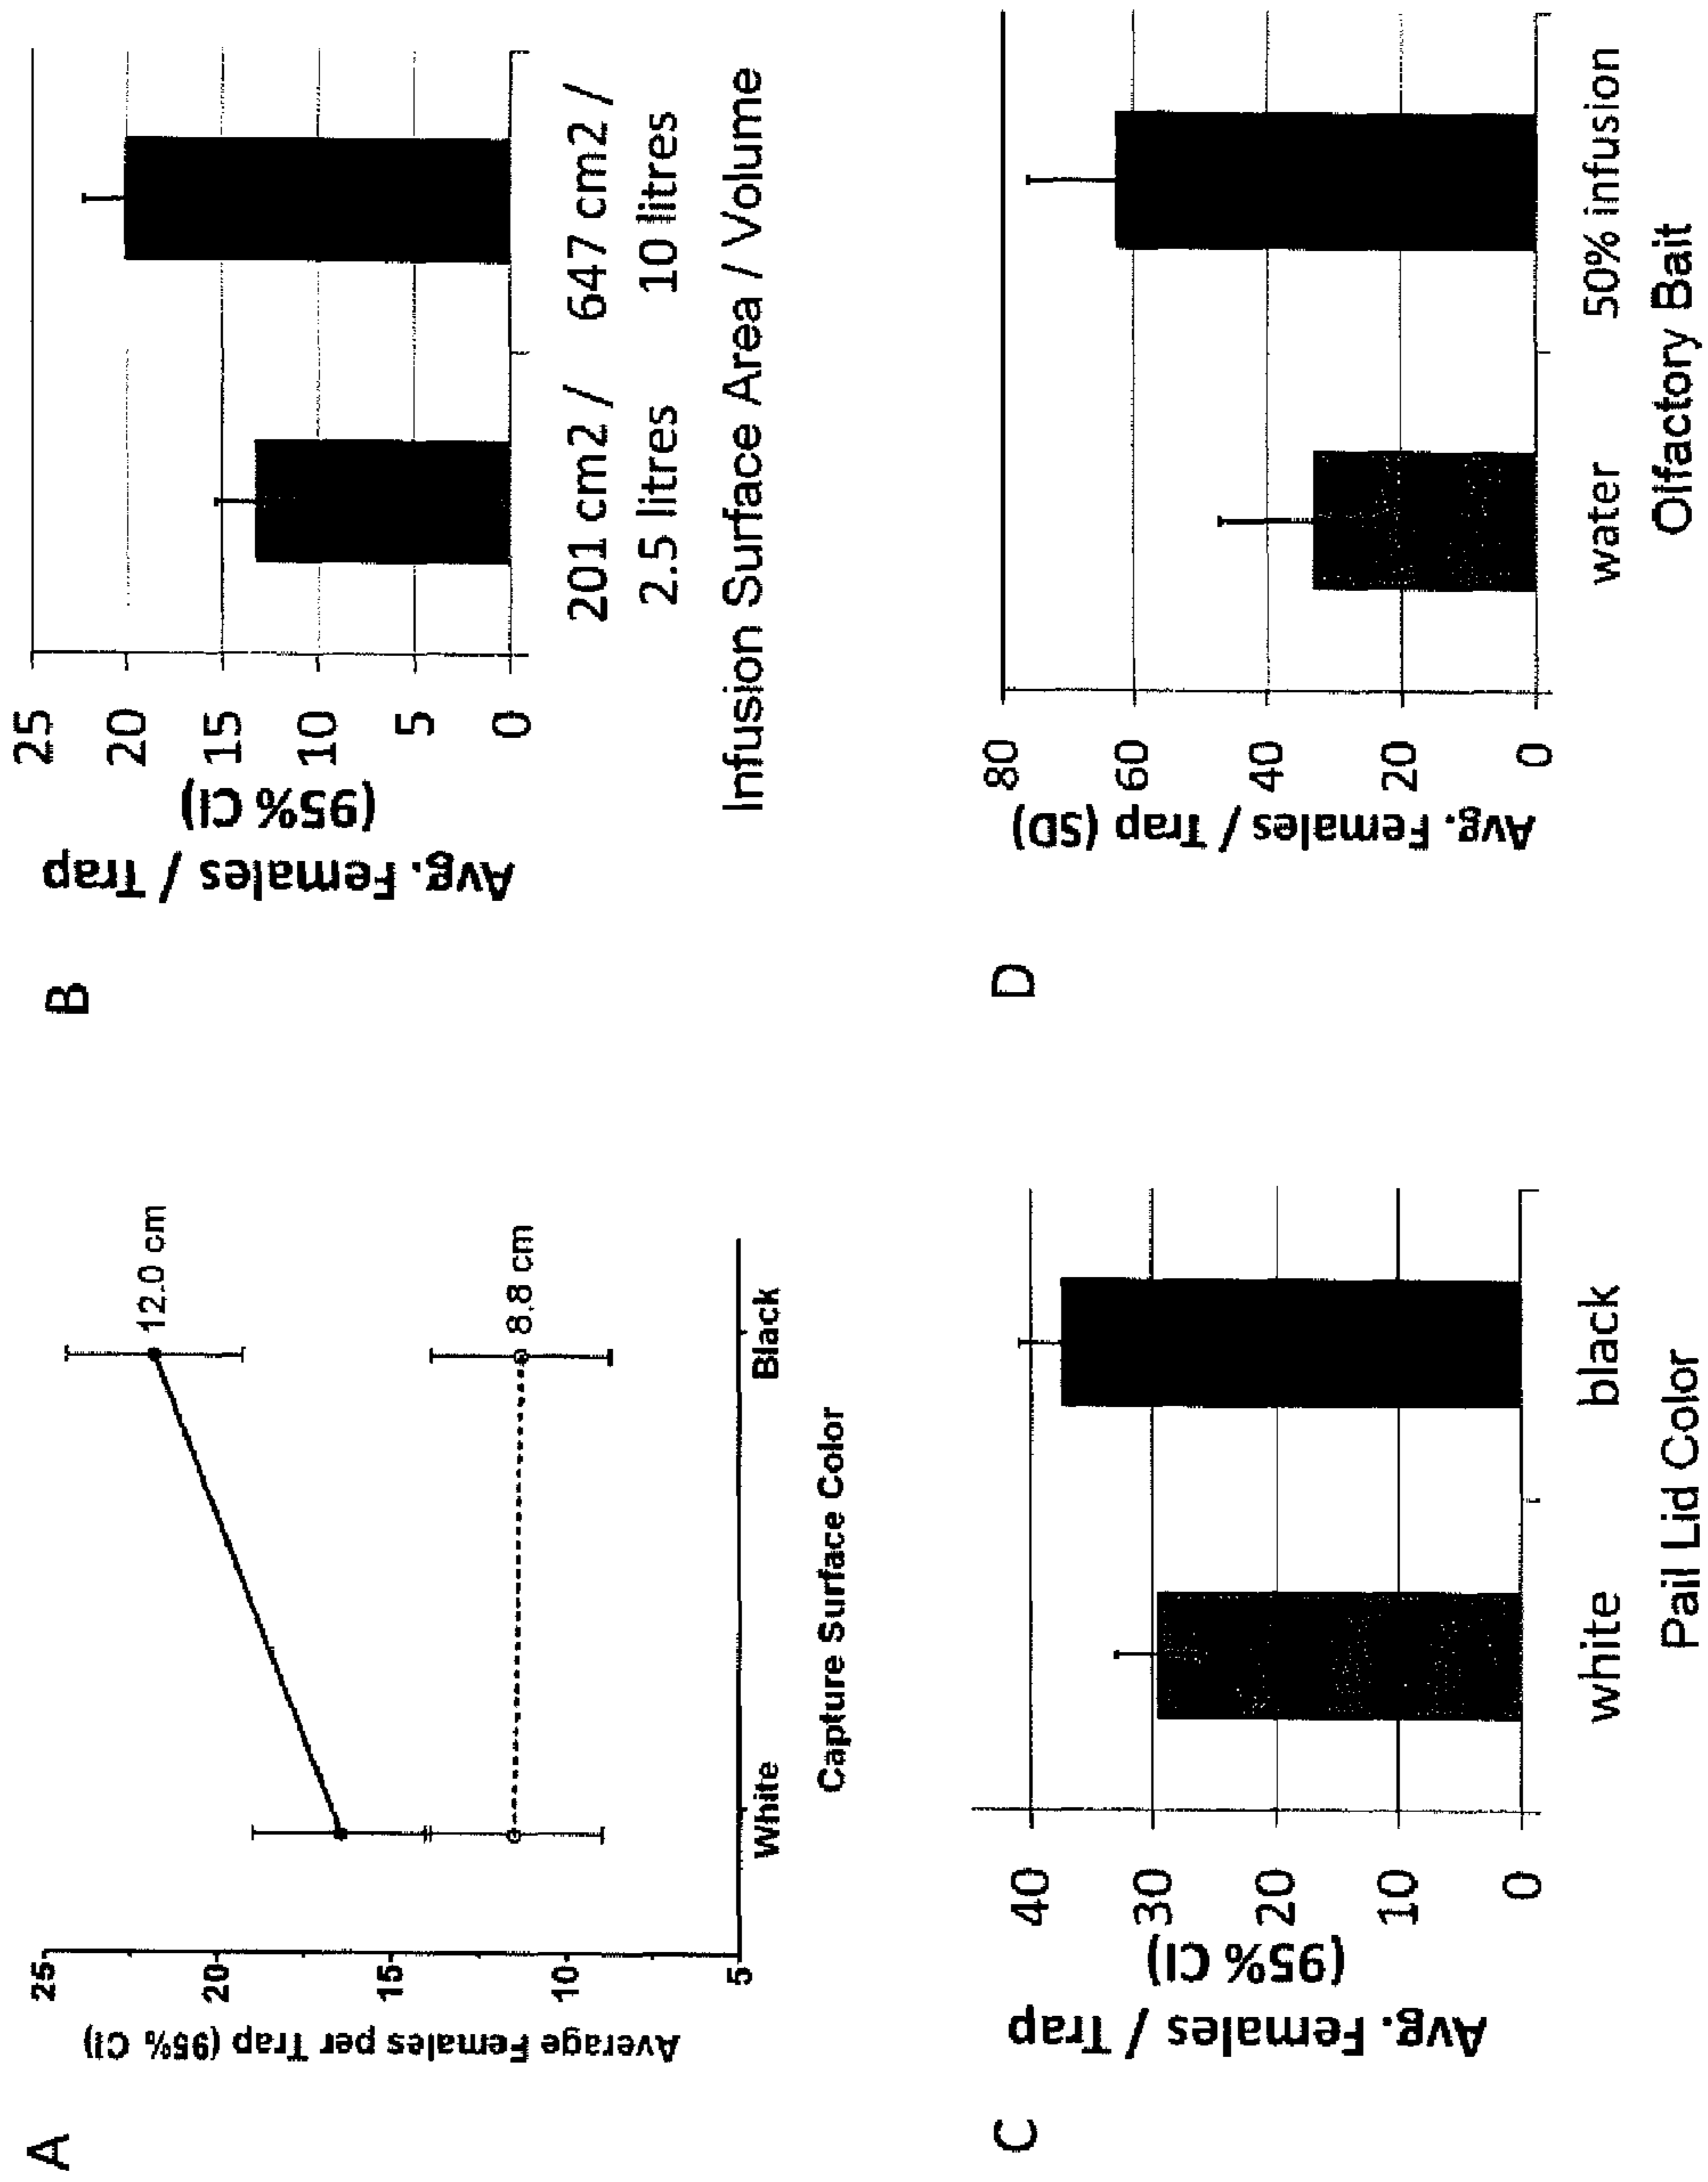 A
Average Females per Trap (95% CI)
25
20
15
10
5
12.0 cm
8.8 cm
White
Black
Capture Surface Color
B
Avg. Females / Trap
(95% CI)
25
20
15
10
5
0
201 cm2 /
2.5 litres
647 cm2 /
10 litres
Infusion Surface Area / Volume
C
Avg. Females / Trap
(95% CI)
40
30
20
10
0
white
black
Pail Lid Color
D
Avg. Females / Trap (SD)
80
60
40
20
0
water
50% infusion
Olfactory Bait